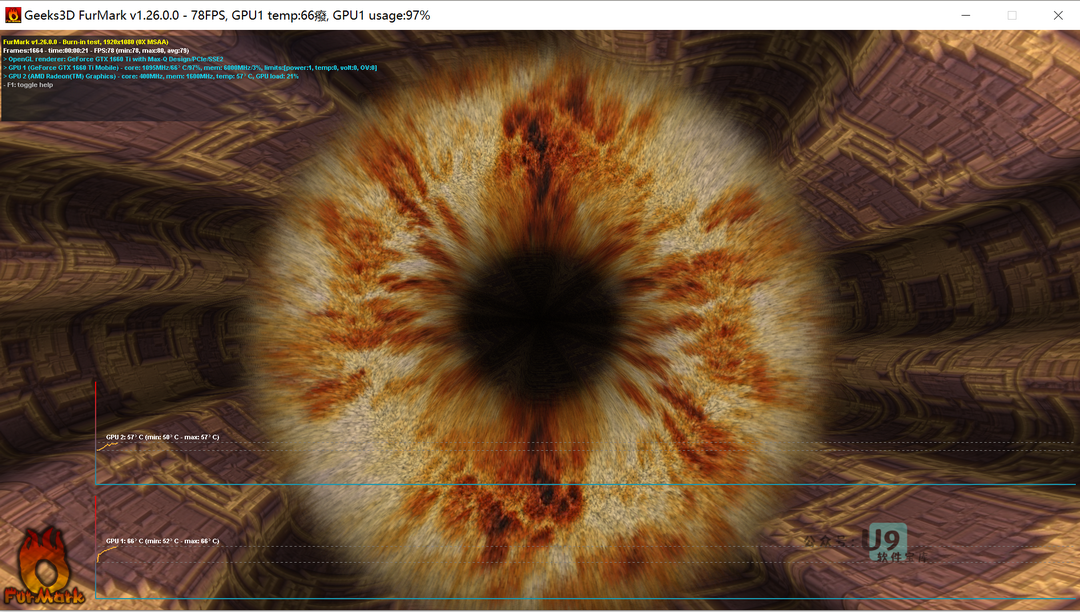 Geeks3D FurMark v1.26.0.0 - 78FPS, GPU1 temp:66癈, GPU1 usage:97%
FurMark v1.26.0.0 - Burn-in test, 1920x1080 (0X MSAA)
Frames:1664 - time:00:00:21 - FPS:78 (min:78, max:80, avg:79)
> OpenGL renderer: GeForce GTX 1660 Ti with Max-Q Design/PCIe/SSE2
> GPU 1 (GeForce GTX 1660 Ti Mobile) - core: 1095MHz/66° C/97%, mem: 6000MHz/3%, limits:[power:1, temp:0, volt:0, OV:0]
> GPU 2 (AMD Radeon(TM) Graphics) - core: 400MHz, mem: 1600MHz, temp: 57° C, GPU load: 21%
- F1: toggle help
GPU 2: 57° C (min: 50° C - max: 57° C)
GPU 1: 66° C (min: 52° C - max: 66° C)
公众号
U9
软件宝库
FurMark